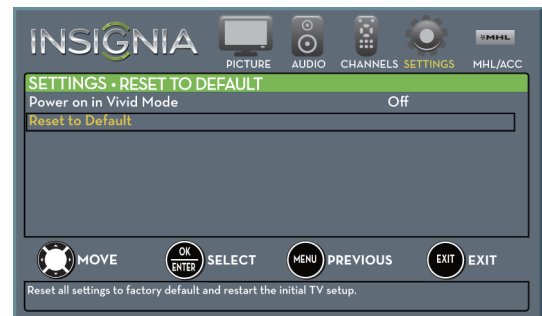 INSIGNIA
PICTURE AUDIO CHANNELS SETTINGS MHL/ACC
MHL
SETTINGS • RESET TO DEFAULT
Power on in Vivid Mode Off
Reset to Default
MOVE OK ENTER SELECT MENU PREVIOUS EXIT EXIT
Reset all settings to factory default and restart the initial TV setup.